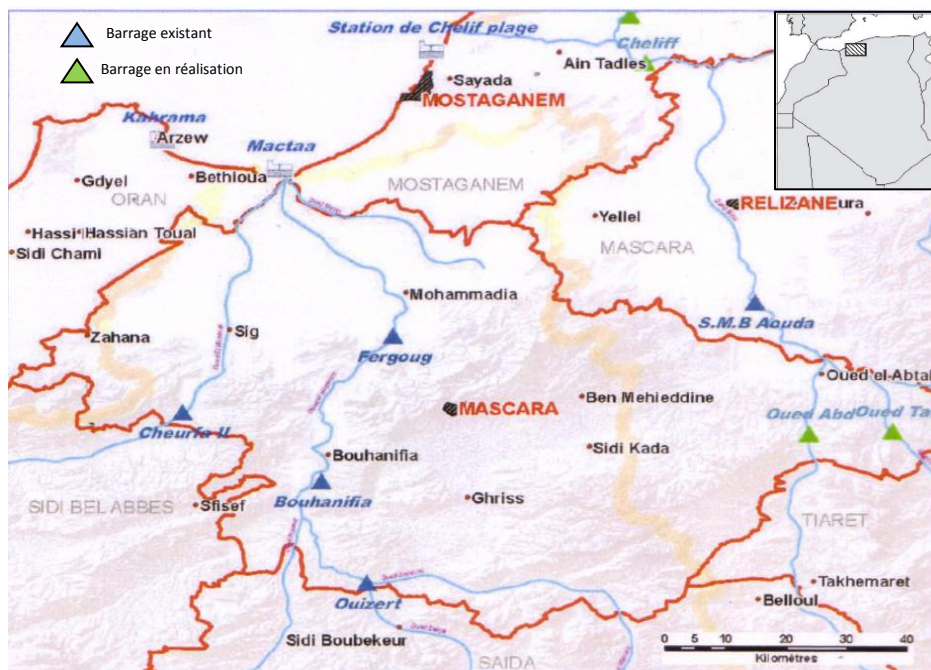 Barrage existant
Barrage en réalisation
Station de Chelif plage
Cheliff
Ain Tadles
Sayada
MOSTAGANEM
Kahrama
Arzew
Mactaa
Gdyel
Bethioua
ORAN
MOSTAGANEM
RELIZANE
ura
Yellel
MASCARA
Hassi
Hassian Toual
Sidi Chami
Mohammadia
S.M.B Aouda
Zahana
Sig
Fergoug
Oued el-Abtal
Ben Mehieddine
MASCARA
Oued Abd
Oued Ta
Cheurfa II
Bouhanifia
Sidi Kada
Bouhanifia
Ghriss
SIDI BEL ABBES
Sfisef
TIARET
Takhemaret
Ouizert
Belloul
Sidi Boubekeur
SAIDA
0 5 10 20 30 40
Kilométres